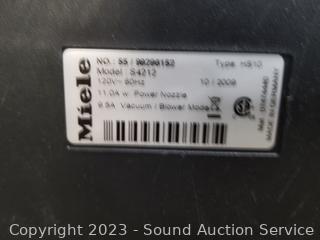 Miele
NO.: 55 / 99296152 Type HS10
Model S4212
120V~ 60Hz 10 / 2009
11.0A w. Power Nozzle
9.5A Vacuum / Blower Mode
MADE IN GERMANY
Copyright 2023 - Sound Auction Service